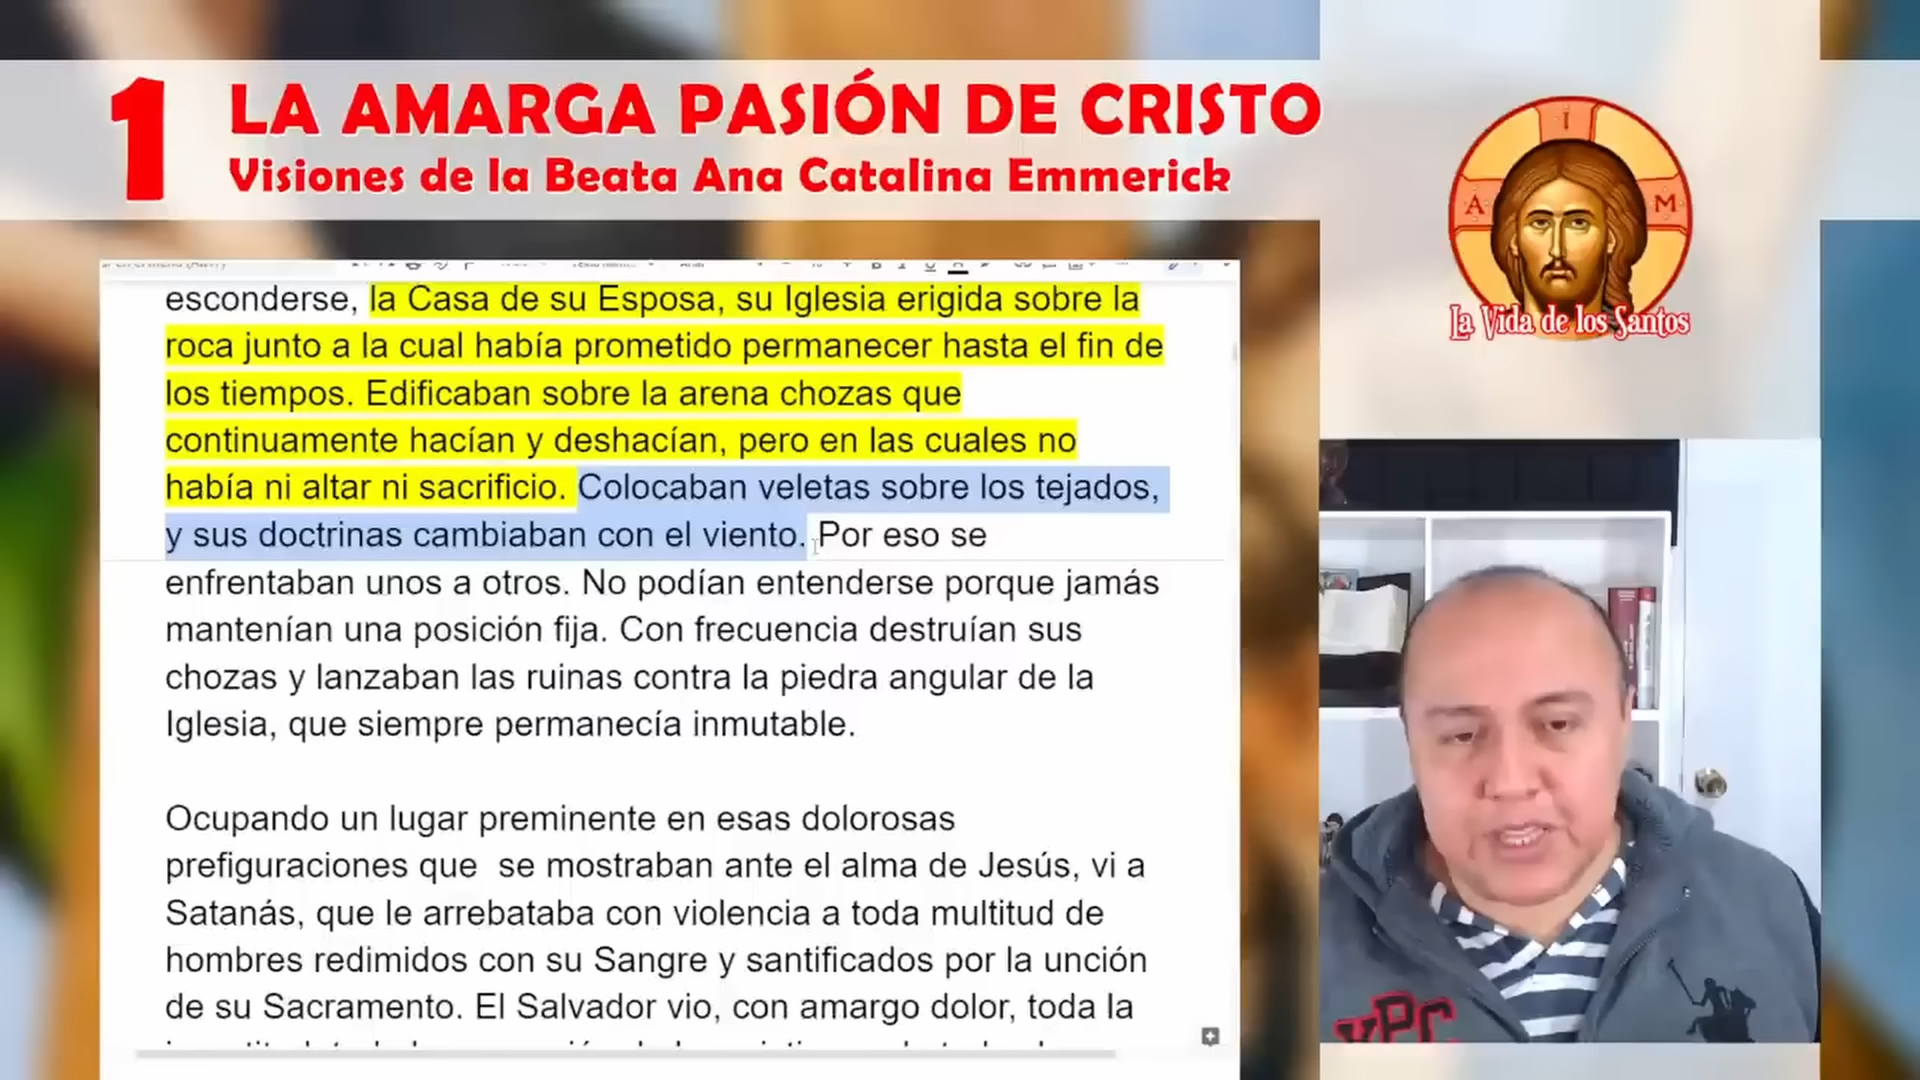 1
LA AMARGA PASIÓN DE CRISTO
Visiones de la Beata Ana Catalina Emmerick
I
A M
La Vida de los Santos
esconderse, la Casa de su Esposa, su Iglesia erigida sobre la
roca junto a la cual había prometido permanecer hasta el fin de
los tiempos. Edificaban sobre la arena chozas que
continuamente hacían y deshacían, pero en las cuales no
había ni altar ni sacrificio. Colocaban veletas sobre los tejados,
y sus doctrinas cambiaban con el viento. Por eso se
enfrentaban unos a otros. No podían entenderse porque jamás
mantenían una posición fija. Con frecuencia destruían sus
chozas y lanzaban las ruinas contra la piedra angular de la
Iglesia, que siempre permanecía inmutable.
Ocupando un lugar preminente en esas dolorosas
prefiguraciones que se mostraban ante el alma de Jesús, vi a
Satanás, que le arrebataba con violencia a toda multitud de
hombres redimidos con su Sangre y santificados por la unción
de su Sacramento. El Salvador vio, con amargo dolor, toda la